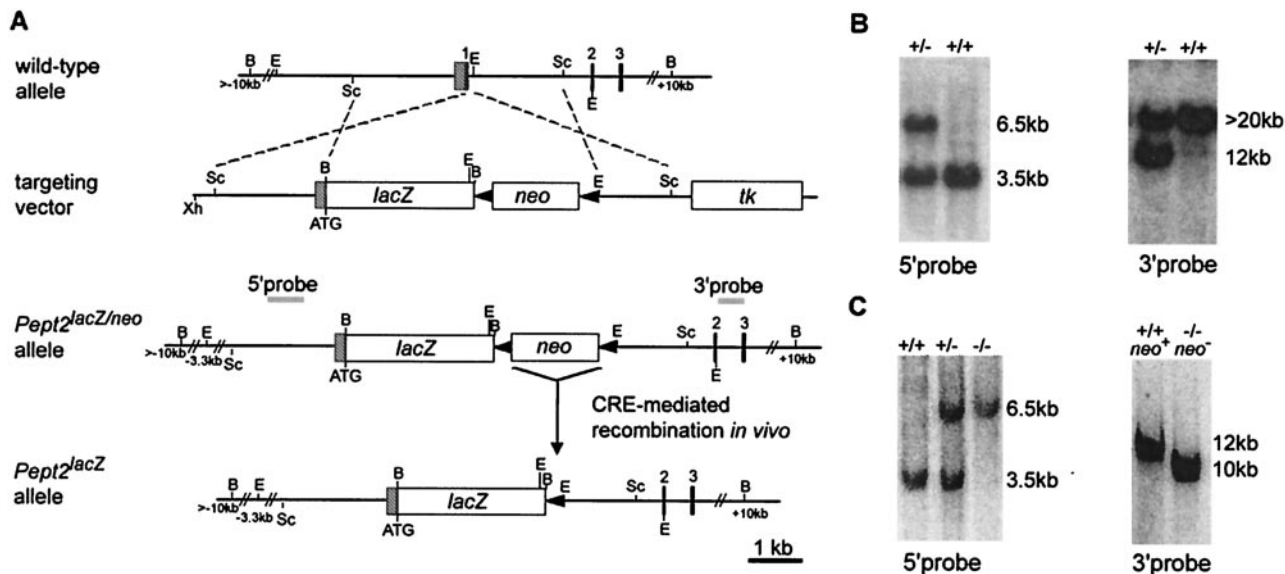 A
wild-type
allele
B
E
>-10kb
Sc
1
E
Sc
2
3
E
B
+10kb
targeting
vector
Sc
Xh
B
ATG
lacZ
E
B
neo
E
Sc
tk
5'probe
3'probe
Pept2 lacZ/neo
allele
B
E
>-10kb
-3.3kb
Sc
B
ATG
lacZ
E
B
neo
E
Sc
2
3
E
B
+10kb
CRE-mediated
recombination in vivo
Pept2 lacZ
allele
B
E
>-10kb
-3.3kb
Sc
B
ATG
lacZ
E
B
E
Sc
2
3
E
B
+10kb
1 kb
B
+/- +/+
6.5kb
3.5kb
5'probe
+/- +/+
>20kb
12kb
3'probe
C
+/+ +/- -/-
6.5kb
3.5kb
5'probe
+/+ -/-
neo+ neo-
12kb
10kb
3'probe